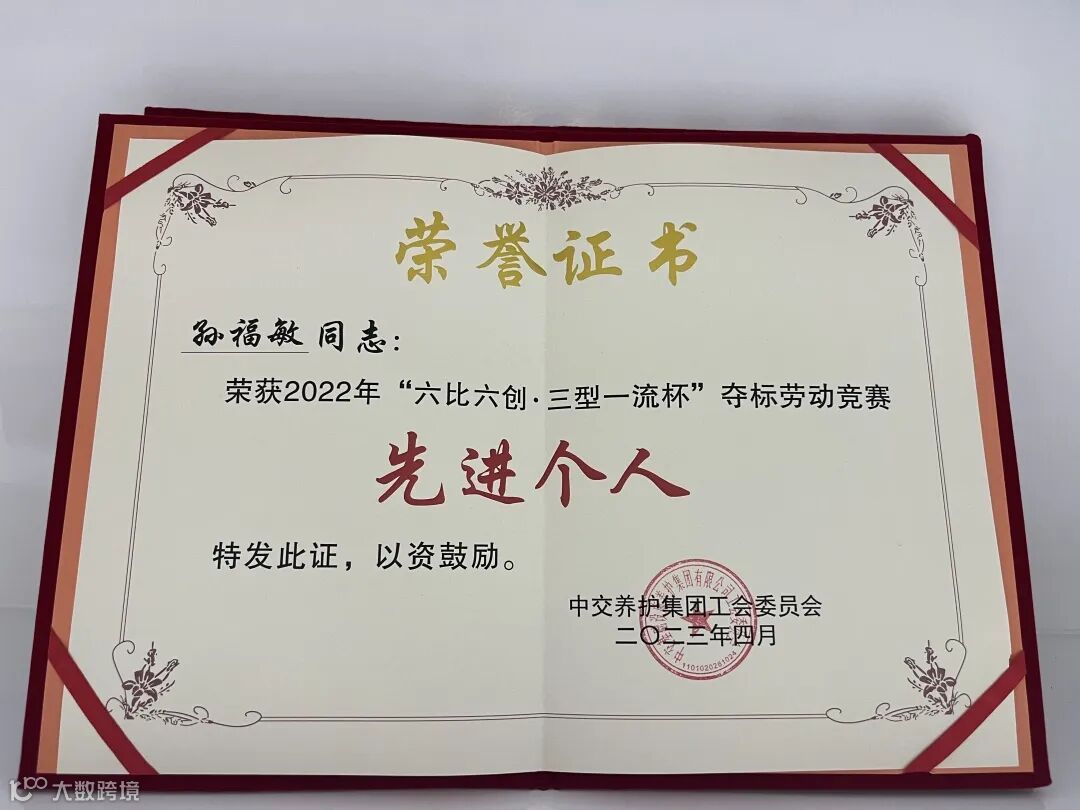 荣誉证书
孙福敏同志：
荣获2022年“六比六创·三型一流杯”夺标劳动竞赛
先进个人
特发此证，以资鼓励。
中交养护集团工会委员会
二〇二三年四月
1101020261024
大数跨境